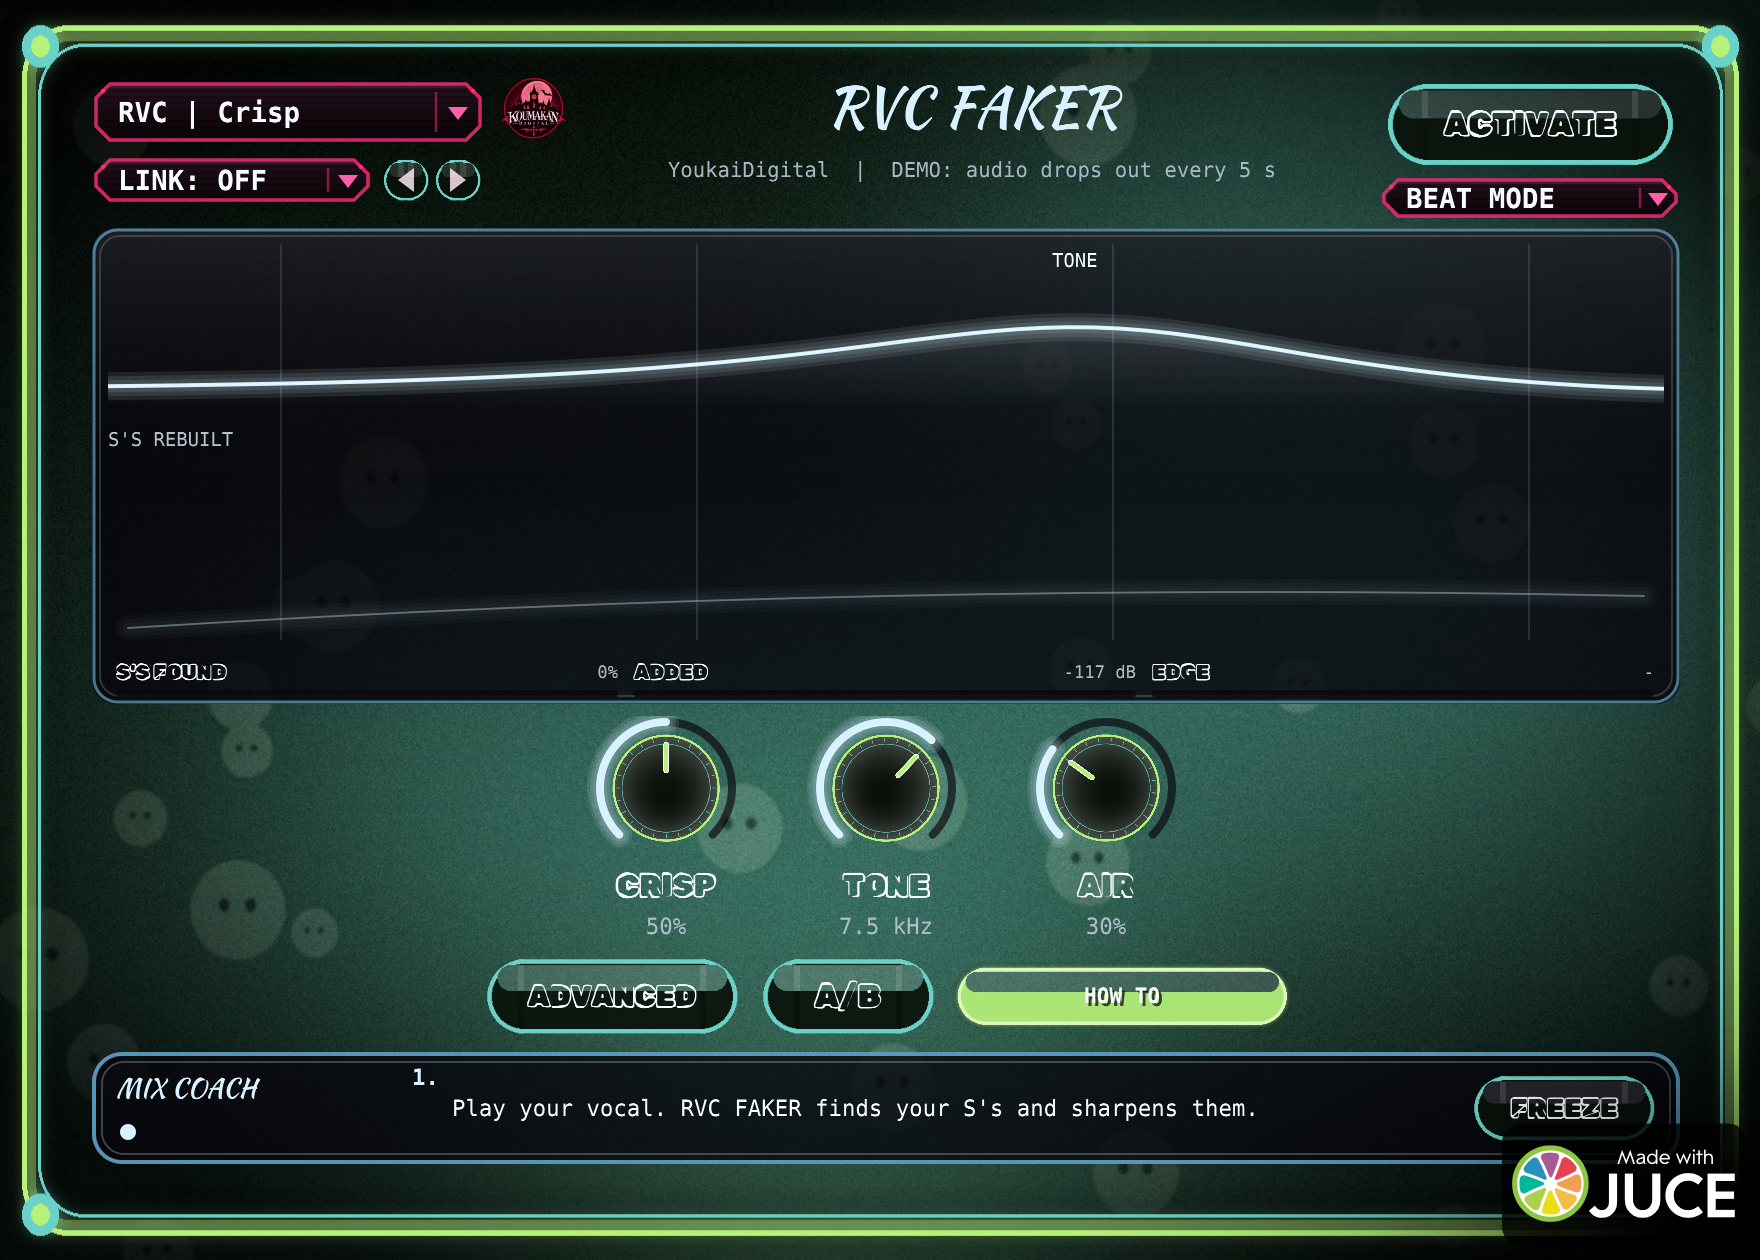 RVC | Crisp
KOUMAKAN
DIGITAL
RVC FAKER
ACTIVATE
LINK: OFF
YoukaiDigital | DEMO: audio drops out every 5 s
BEAT MODE
TONE
S'S REBUILT
S'S FOUND
0%
ADDED
-117 dB
EDGE
-
CRISP
TONE
AIR
50%
7.5 kHz
30%
ADVANCED
A/B
HOW TO
MIX COACH
1.
Play your vocal. RVC FAKER finds your S's and sharpens them.
FREEZE
Made with
JUCE